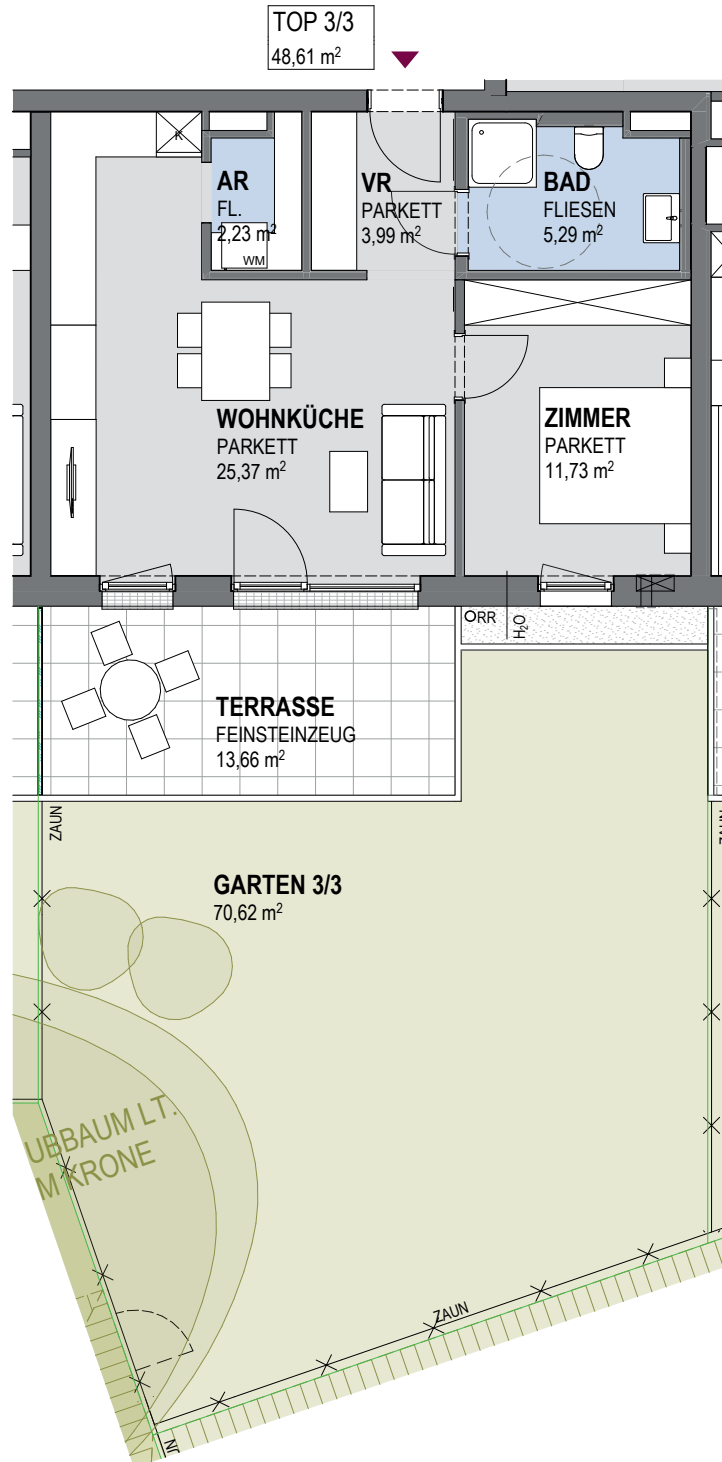 TOP 3/3
48,61 m²
K
AR
FL.
2,23 m²
WM
VR
PARKETT
3,99 m²
BAD
FLIESEN
5,29 m²
WOHNKÜCHE
PARKETT
25,37 m²
ZIMMER
PARKETT
11,73 m²
ORR
H₂O
TERRASSE
FEINSTEINZEUG
13,66 m²
ZAUN
ZAUN
GARTEN 3/3
70,62 m²
UBBAUM LT.
M KRONE
ZAUN